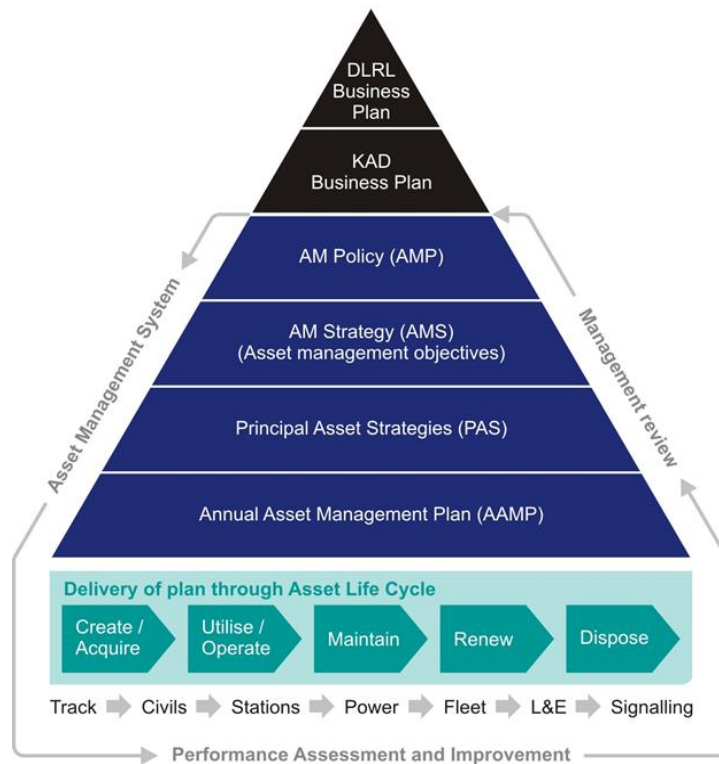 DLRL
Business
Plan
KAD
Business Plan
AM Policy (AMP)
AM Strategy (AMS)
(Asset management objectives)
Principal Asset Strategies (PAS)
Annual Asset Management Plan (AAMP)
Asset Management System
Management review
Delivery of plan through Asset Life Cycle
Create /
Acquire
Utilise /
Operate
Maintain
Renew
Dispose
Track Civils Stations Power Fleet L&E Signalling
Performance Assessment and Improvement